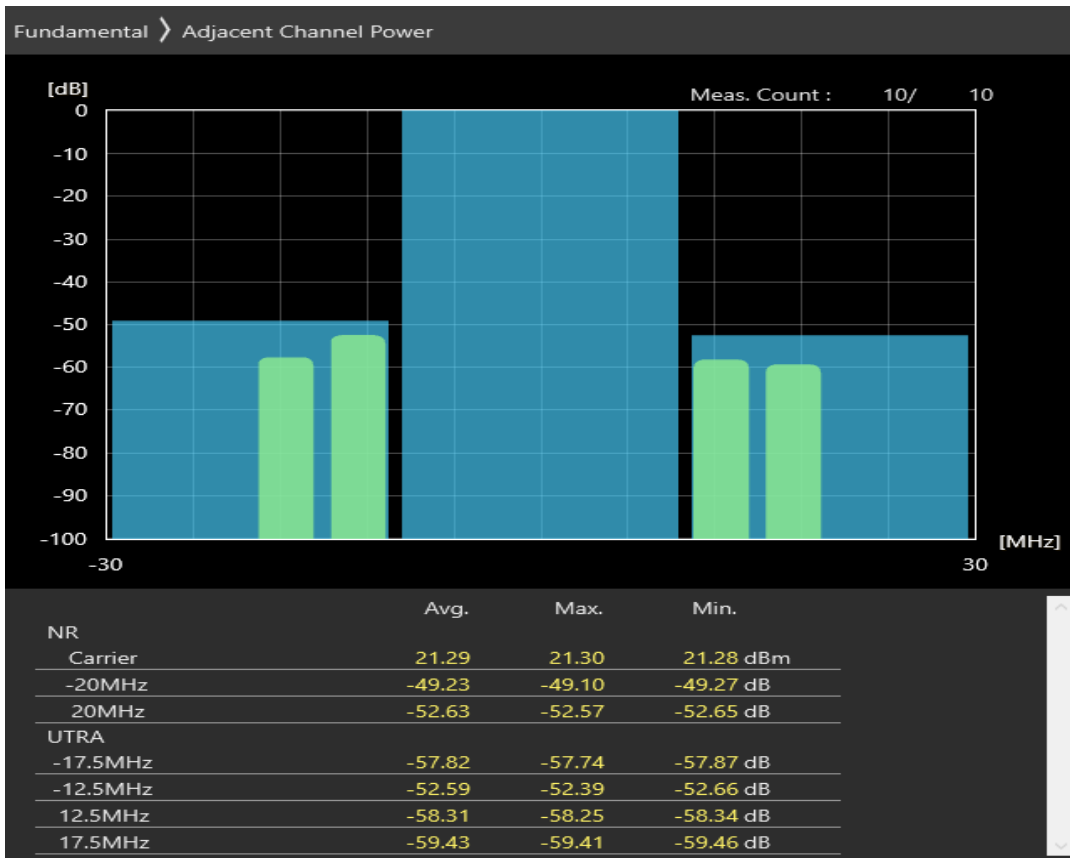 Fundamental ❭ Adjacent Channel Power
[dB]
Meas. Count : 10/ 10
0
-10
-20
-30
-40
-50
-60
-70
-80
-90
-100
[MHz]
-30 30
Avg. Max. Min.
NR
Carrier 21.29 21.30 21.28 dBm
-20MHz -49.23 -49.10 -49.27 dB
20MHz -52.63 -52.57 -52.65 dB
UTRA
-17.5MHz -57.82 -57.74 -57.87 dB
-12.5MHz -52.59 -52.39 -52.66 dB
12.5MHz -58.31 -58.25 -58.34 dB
17.5MHz -59.43 -59.41 -59.46 dB